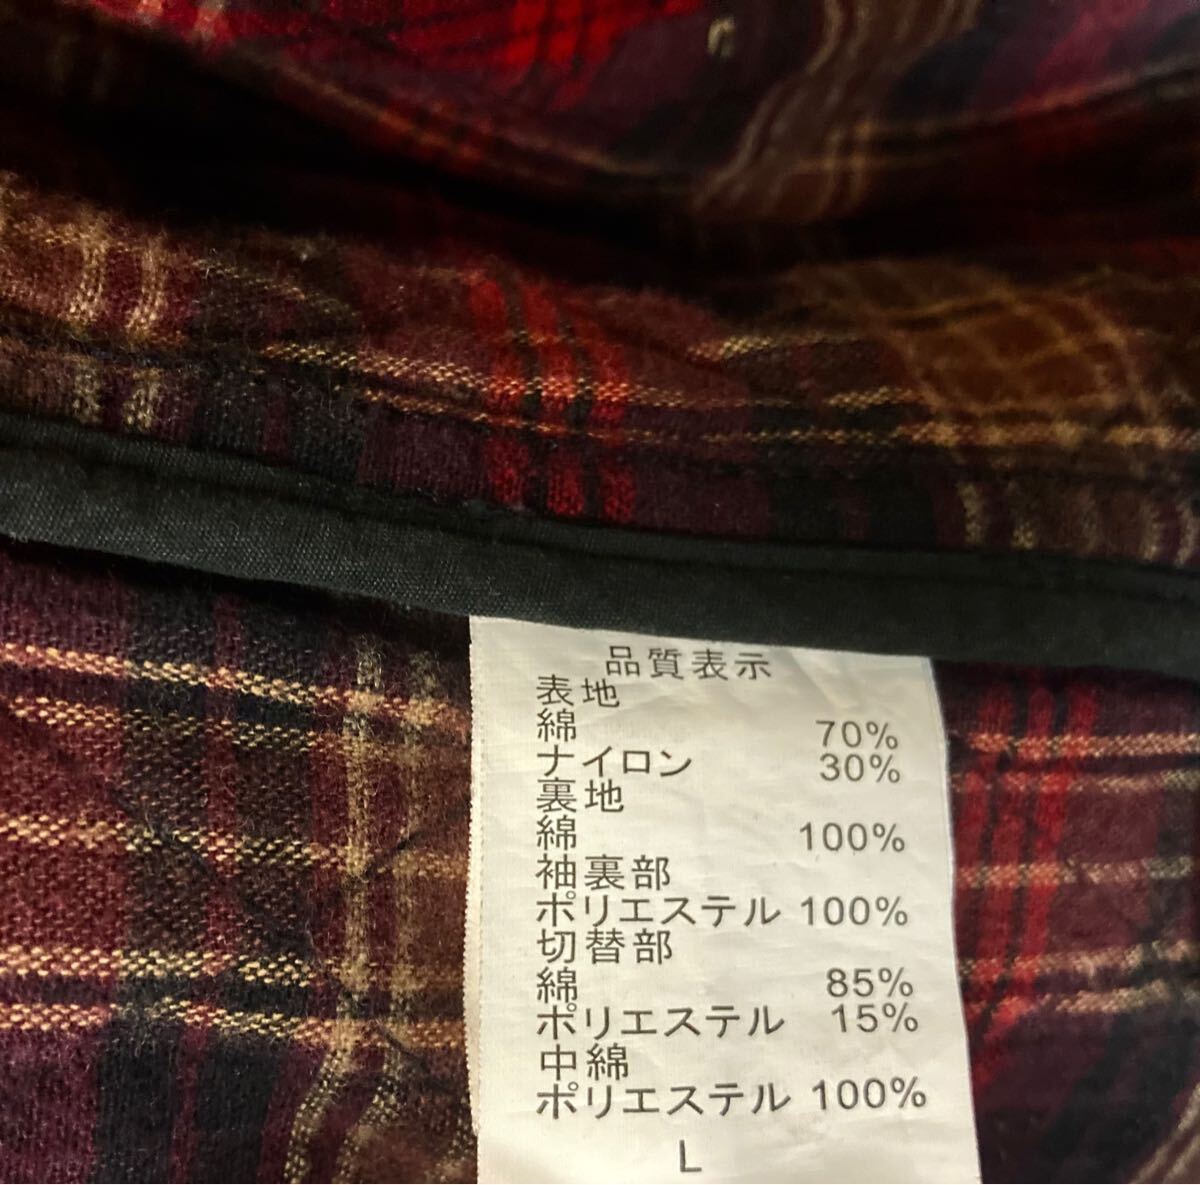 品質表示
表地
綿 70%
ナイロン 30%
裏地
綿 100%
袖裏部
ポリエステル 100%
切替部
綿 85%
ポリエステル 15%
中綿
ポリエステル 100%
L